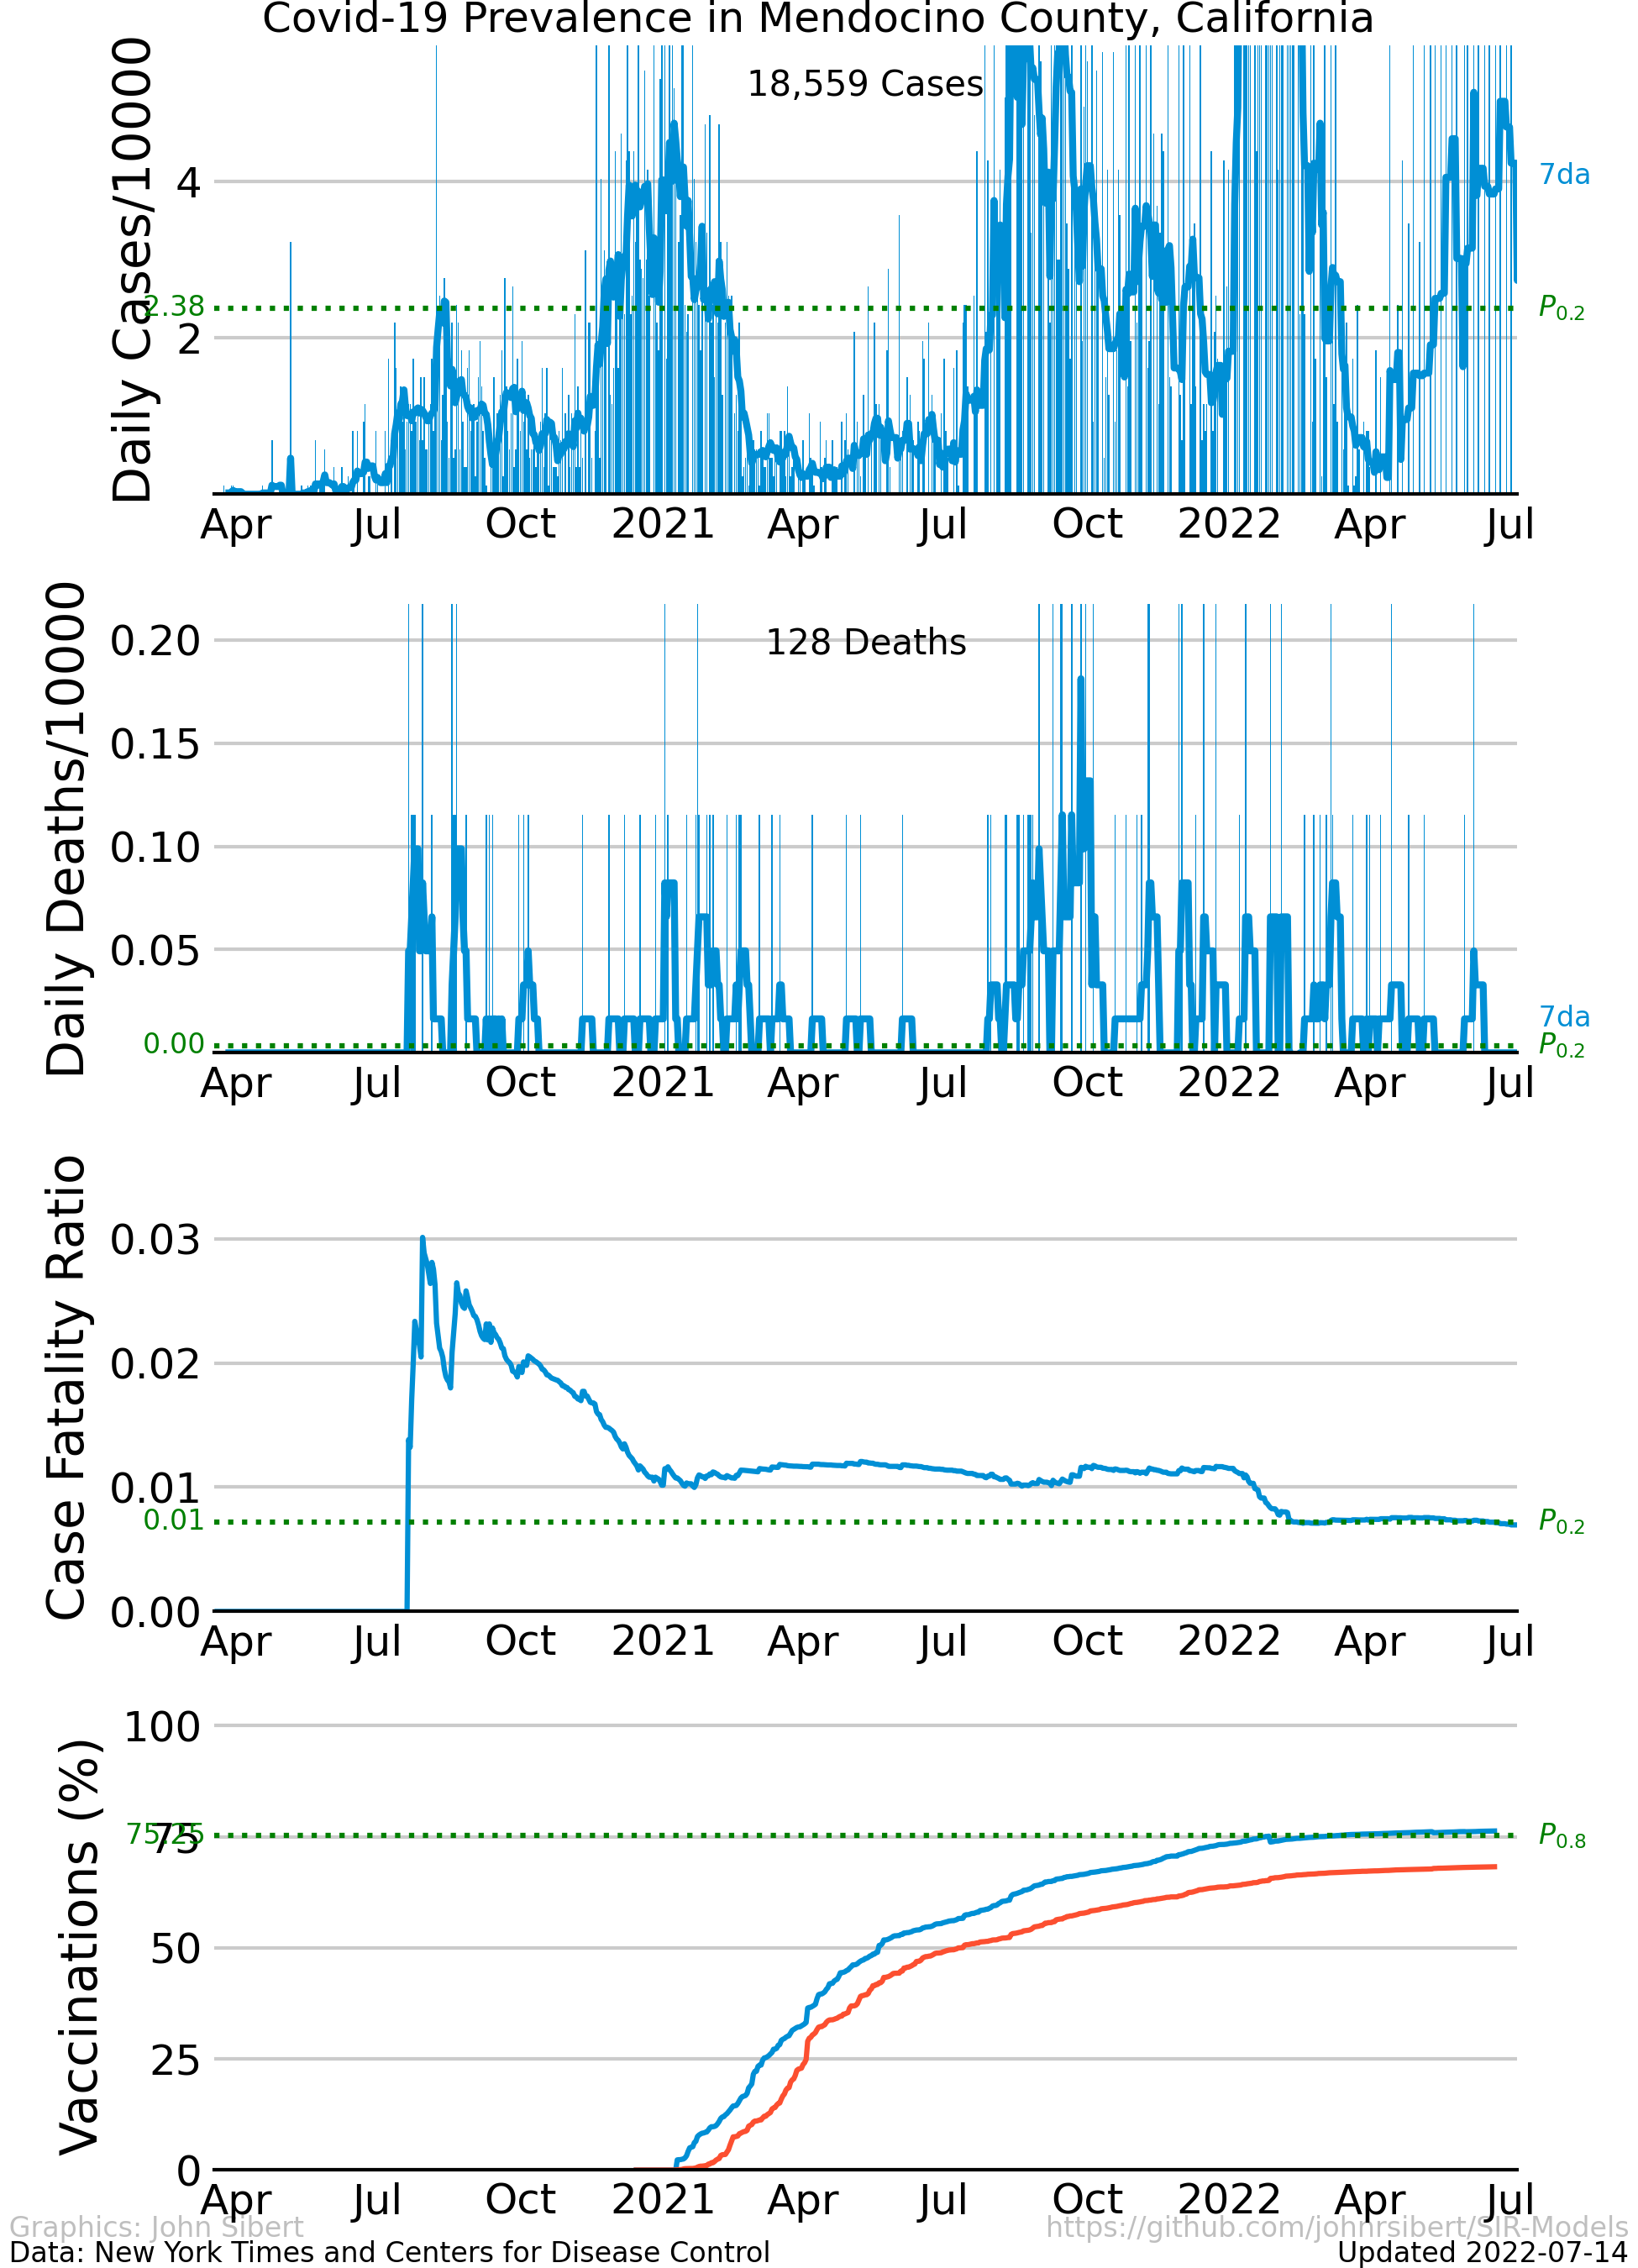 Covid-19 Prevalence in Mendocino County, California
Daily Cases/10000
18,559 Cases
4
2
2.38
7da
P0.2
Apr Jul Oct 2021 Apr Jul Oct 2022 Apr Jul
Daily Deaths/10000
128 Deaths
0.20
0.15
0.10
0.05
0.00
7da
P0.2
Apr Jul Oct 2021 Apr Jul Oct 2022 Apr Jul
Case Fatality Ratio
0.03
0.02
0.01
0.01
0.00
P0.2
Apr Jul Oct 2021 Apr Jul Oct 2022 Apr Jul
Vaccinations (%)
100
75
75.25
50
25
0
P0.8
Apr Jul Oct 2021 Apr Jul Oct 2022 Apr Jul
Graphics: John Sibert https://github.com/johnrsibert/SIR-Models
Data: New York Times and Centers for Disease Control Updated 2022-07-14